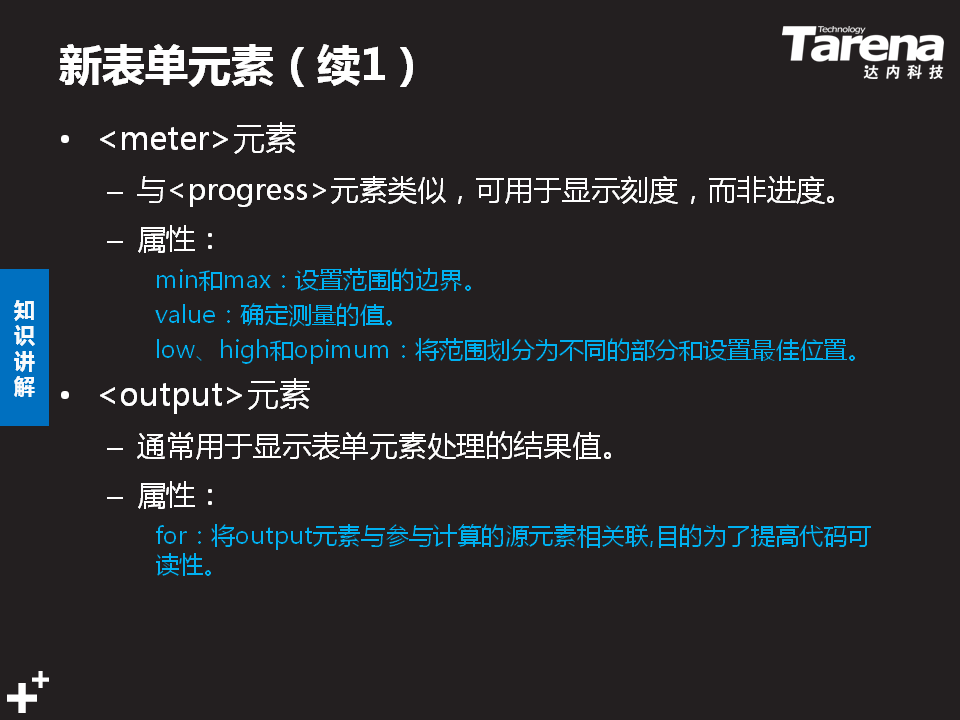 新表单元素（续1）
Technology
Tarena
达内科技
• <meter>元素
– 与<progress>元素类似，可用于显示刻度，而非进度。
– 属性：
min和max：设置范围的边界。
value：确定测量的值。
low、high和opimum：将范围划分为不同的部分和设置最佳位置。
• <output>元素
– 通常用于显示表单元素处理的结果值。
– 属性：
for：将output元素与参与计算的源元素相关联,目的为了提高代码可
读性。
知
识
讲
解